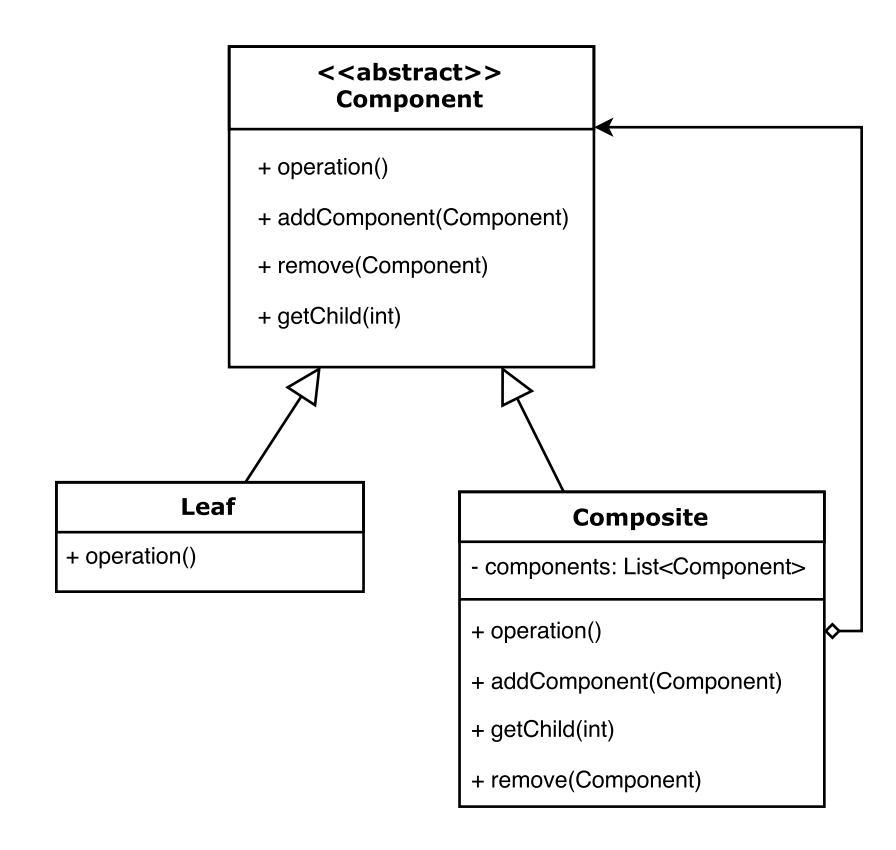 <<abstract>>
Component
+ operation()
+ addComponent(Component)
+ remove(Component)
+ getChild(int)
Leaf
+ operation()
Composite
- components: List<Component>
+ operation()
+ addComponent(Component)
+ getChild(int)
+ remove(Component)